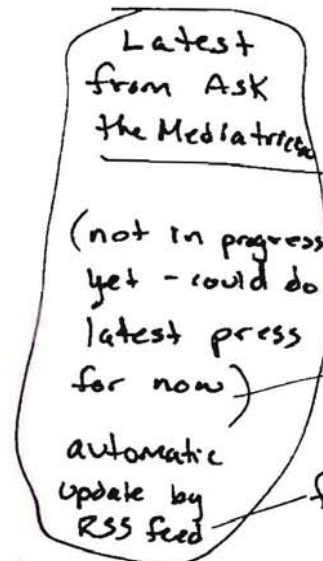 Latest
from Ask
the Mediatrician
(not in progress
yet - could do
latest press
for now)
automatic
update by
RSS feed